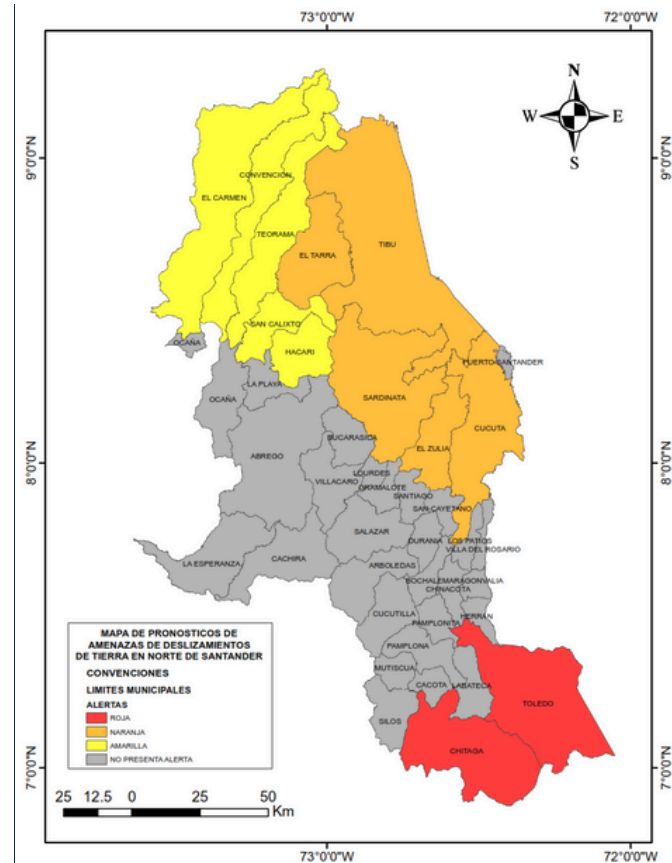 73°0'0"W
72°0'0"W
N
W
E
S
9°0'0"N
9°0'0"N
CONVENCIÓN
EL CARMEN
TEORAMA
TIBU
EL TARRA
SAN CALIXTO
OCAÑA
HACARI
PUERTO SANTANDER
LA PLAYA
OCAÑA
SARDINATA
CUCUTA
BUCARASICA
EL ZULIA
ABREGO
8°0'0"N
8°0'0"N
LOURDES
VILLACARO
GRAMALOTE
SANTIAGO
SAN CAYETANO
SALAZAR
DURANIA
LOS PATIOS
VILLA DEL ROSARIO
LA ESPERANZA
CACHIRA
ARBOLEDAS
BOCHALEMA
RAGONVALIA
CHINACOTA
CUCUTILLA
HERRAN
PAMPLONITA
PAMPLONA
MUTISCUA
CACOTA
LABATECA
TOLEDO
SILOS
CHITAGA
MAPA DE PRONOSTICOS DE
AMENAZAS DE DESLIZAMIENTOS
DE TIERRA EN NORTE DE SANTANDER
CONVENCIONES
LIMITES MUNICIPALES
ALERTAS
ROJA
NARANJA
AMARILLA
NO PRESENTA ALERTA
7°0'0"N
7°0'0"N
25 12.5 0 25 50
Km
73°0'0"W
72°0'0"W